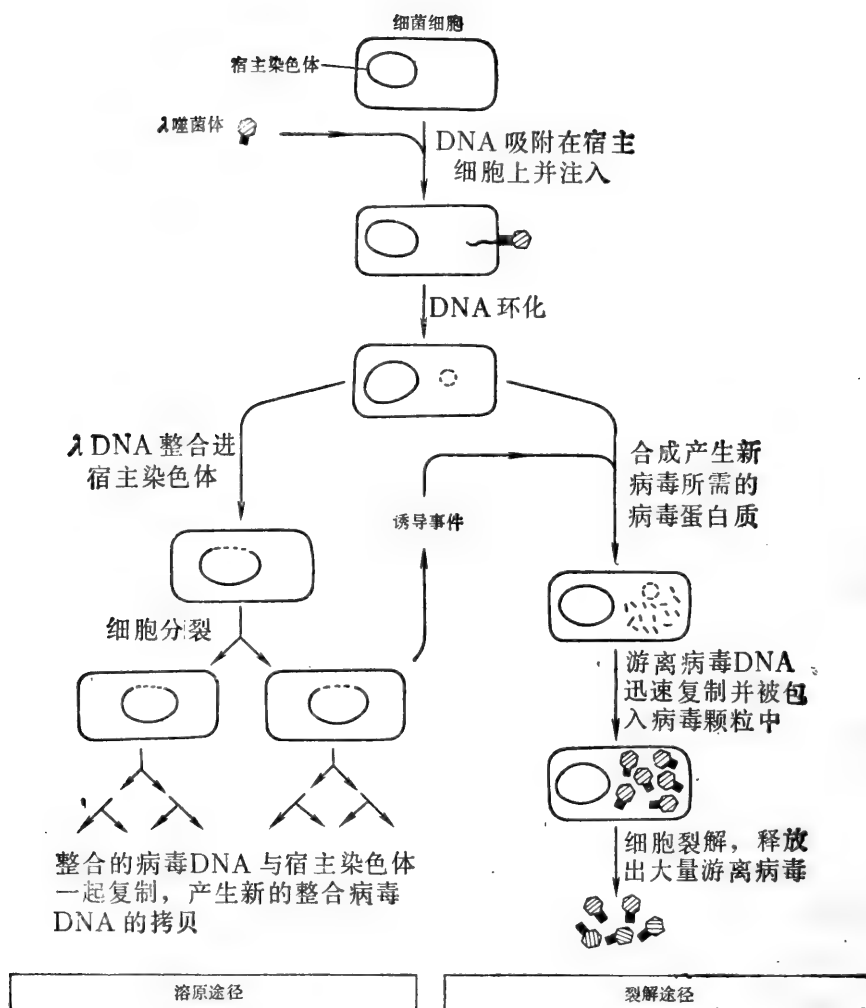 细菌细胞
宿主染色体
λ噬菌体
DNA 吸附在宿主
细胞上并注入
DNA 环化
λDNA 整合进
宿主染色体
合成产生新
病毒所需的
病毒蛋白质
诱导事件
细胞分裂
游离病毒DNA
迅速复制并被包
入病毒颗粒中
细胞裂解，释放
出大量游离病毒
整合的病毒DNA 与宿主染色体
一起复制，产生新的整合病毒
DNA 的拷贝
溶原途径
裂解途径